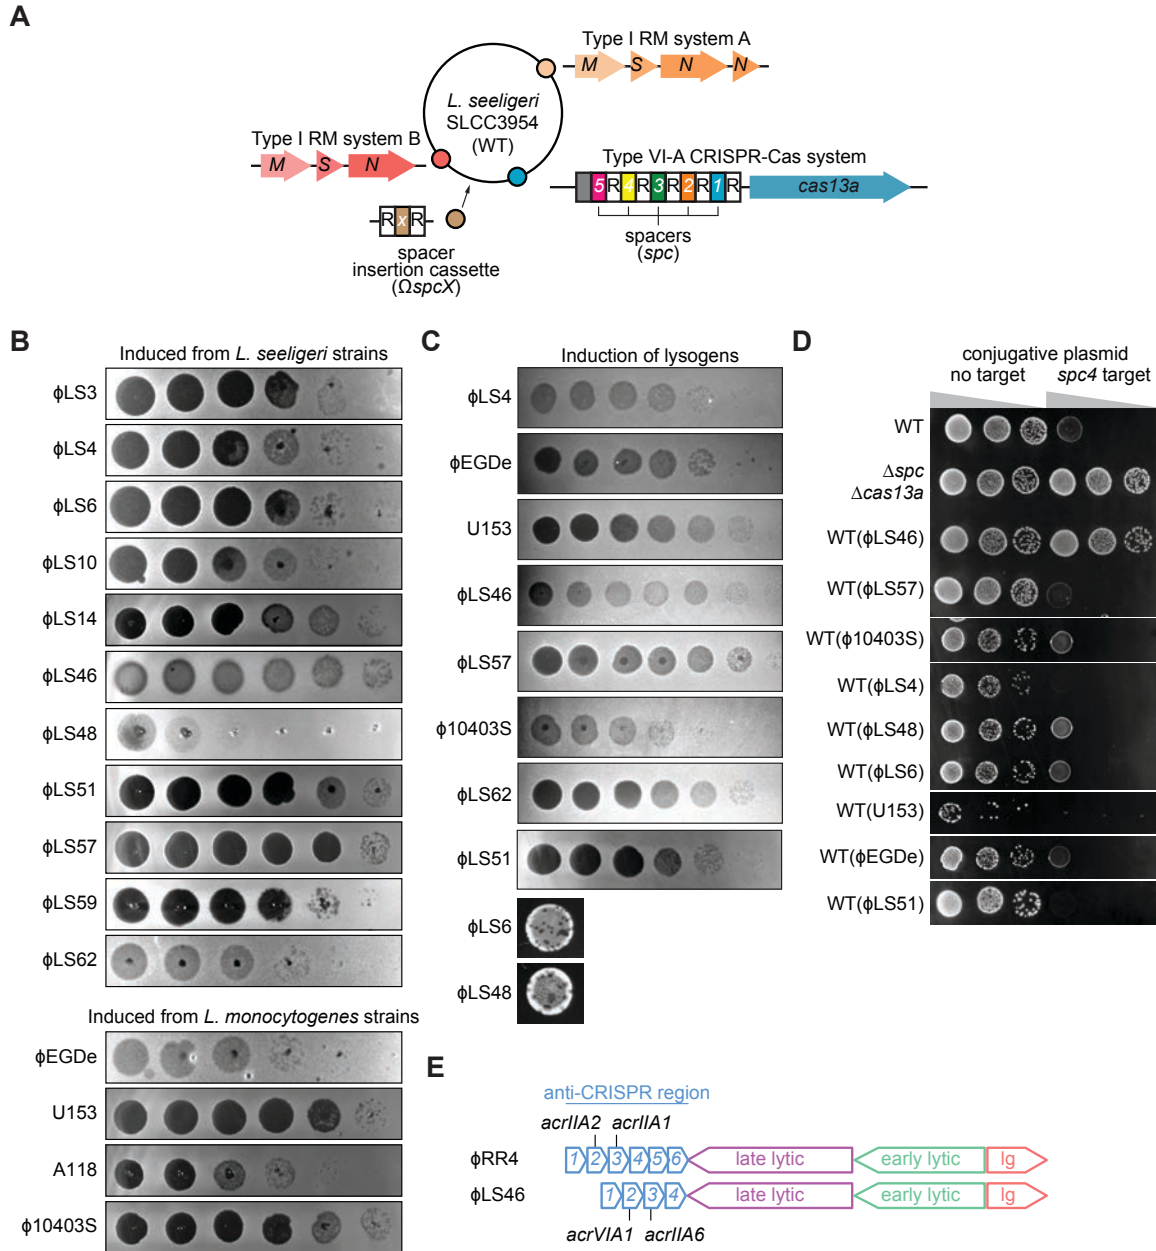 A
Type I RM system A
M S N N
L. seeligeri
SLCC3954
(WT)
Type I RM system B
M S N
Type VI-A CRISPR-Cas system
5 R 4 R 3 R 2 R 1 R cas13a
spacers
(spc)
R x R
spacer
insertion cassette
(ΩspcX)
B
Induced from L. seeligeri strains
ϕLS3
ϕLS4
ϕLS6
ϕLS10
ϕLS14
ϕLS46
ϕLS48
ϕLS51
ϕLS57
ϕLS59
ϕLS62
Induced from L. monocytogenes strains
ϕEGDe
U153
A118
ϕ10403S
C
Induction of lysogens
ϕLS4
ϕEGDe
U153
ϕLS46
ϕLS57
ϕ10403S
ϕLS62
ϕLS51
ϕLS6
ϕLS48
D
conjugative plasmid
no target spc4 target
WT
Δspc
Δcas13a
WT(ϕLS46)
WT(ϕLS57)
WT(ϕ10403S)
WT(ϕLS4)
WT(ϕLS48)
WT(ϕLS6)
WT(U153)
WT(ϕEGDe)
WT(ϕLS51)
E
anti-CRISPR region
acrIIA2 acrIIA1
ϕRR4 1 2 3 4 5 6 late lytic early lytic lg
ϕLS46 1 2 3 4 late lytic early lytic lg
acrVIA1 acrIIA6